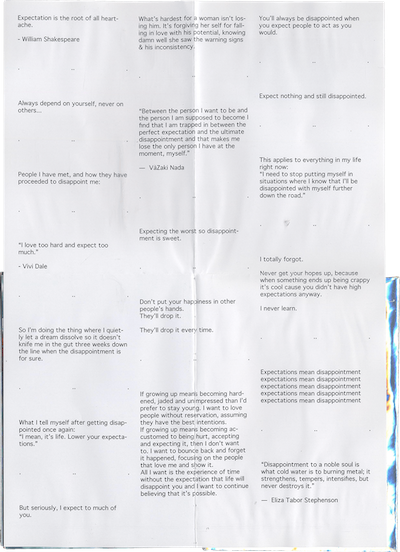 Expectation is the root of all heart-
ache.
- William Shakespeare
Always depend on yourself, never on
others...
People I have met, and how they have
proceeded to disappoint me:
“I love too hard and expect too
much.”
- Vivi Dale
So I'm doing the thing where I quiet-
ly let a dream dissolve so it doesn't
knife me in the gut three weeks down
the line when the disappointment is
for sure.
What I tell myself after getting disap-
pointed once again:
“I mean, it's life. Lower your expecta-
tions.”
But seriously, I expect to much of
you.
What's hardest for a woman isn't los-
ing him. It's forgiving her self for fall-
ing in love with his potential, knowing
damn well she saw the warning signs
& his inconsistency.
“Between the person I want to be and
the person I am supposed to become I
find that I am trapped in between the
perfect expectation and the ultimate
disappointment and that makes me
lose the only person I have at the
moment, myself.”
— VáZaki Nada
Expecting the worst so disappoint-
ment is sweet.
Don't put your happiness in other
people's hands.
They'll drop it.
They'll drop it every time.
If growing up means becoming hard-
ened, jaded and unimpressed than I'd
prefer to stay young. I want to love
people without reservation, assuming
they have the best intentions.
If growing up means becoming ac-
customed to being hurt, accepting
and expecting it, then I don't want
to. I want to bounce back and forget
it happened, focusing on the people
that love me and show it.
All I want is the experience of time
without the expectation that life will
disappoint you and I want to continue
believing that it's possible.
You'll always be disappointed when
you expect people to act as you
would.
Expect nothing and still disappointed.
This applies to everything in my life
right now:
“I need to stop putting myself in
situations where I know that I'll be
disappointed with myself further
down the road.”
I totally forgot.
Never get your hopes up, because
when something ends up being crappy
it's cool cause you didn't have high
expectations anyway.
I never learn.
Expectations mean disappointment
expectations mean disappointment
expectations mean disappointment
expectations mean disappointment
expectations mean disappointment
“Disappointment to a noble soul is
what cold water is to burning metal; it
strengthens, tempers, intensifies, but
never destroys it.”
— Eliza Tabor Stephenson